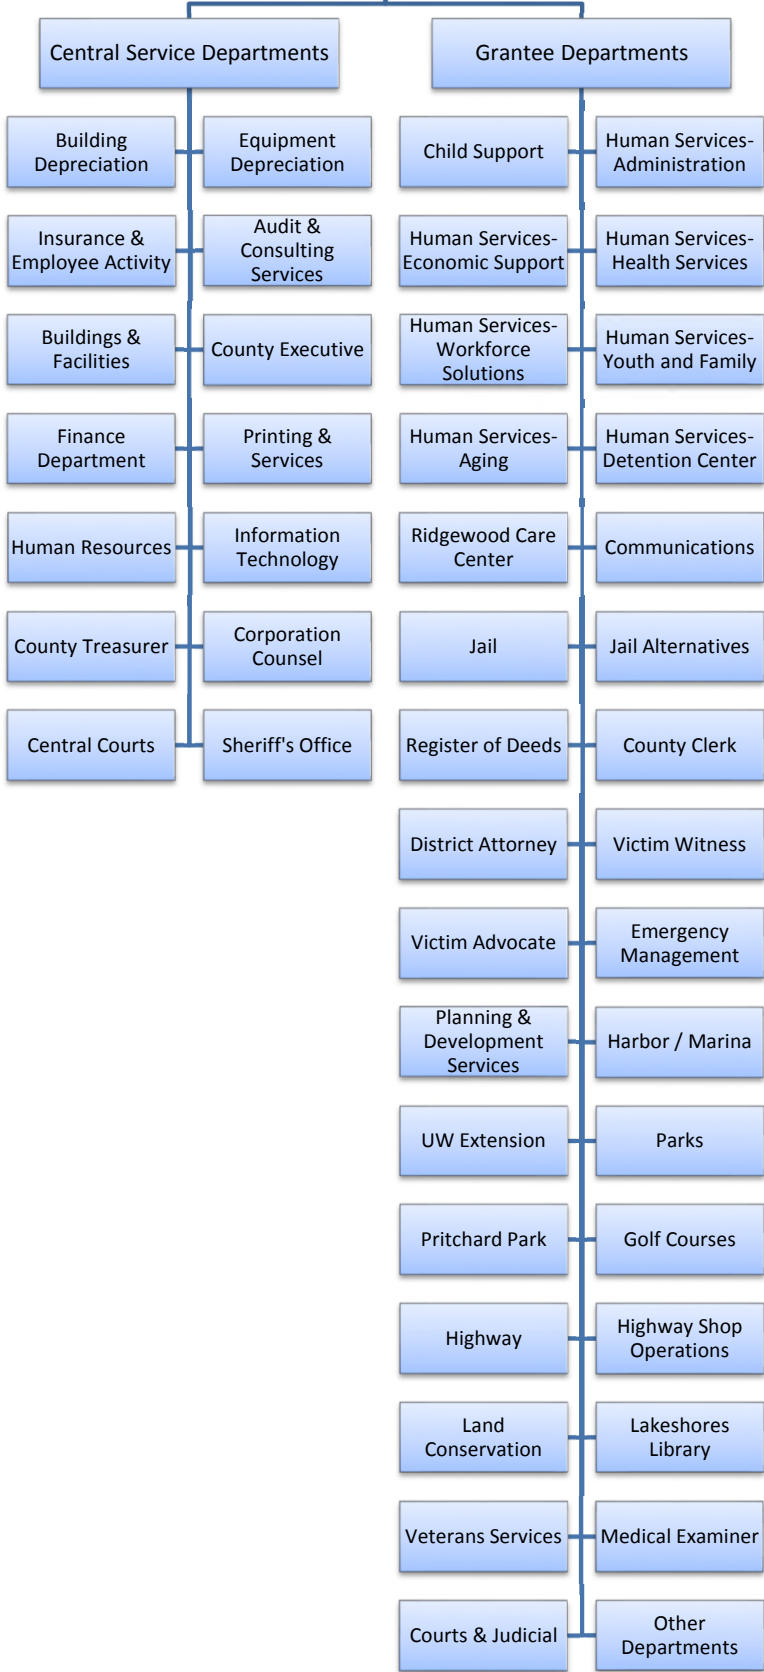 Central Service Departments
Grantee Departments
Building
Depreciation
Equipment
Depreciation
Child Support
Human Services-
Administration
Insurance &
Employee Activity
Audit &
Consulting
Services
Human Services-
Economic Support
Human Services-
Health Services
Buildings &
Facilities
County Executive
Human Services-
Workforce
Solutions
Human Services-
Youth and Family
Finance
Department
Printing &
Services
Human Services-
Aging
Human Services-
Detention Center
Human Resources
Information
Technology
Ridgewood Care
Center
Communications
County Treasurer
Corporation
Counsel
Jail
Jail Alternatives
Central Courts
Sheriff's Office
Register of Deeds
County Clerk
District Attorney
Victim Witness
Victim Advocate
Emergency
Management
Planning &
Development
Services
Harbor / Marina
UW Extension
Parks
Pritchard Park
Golf Courses
Highway
Highway Shop
Operations
Land
Conservation
Lakeshores
Library
Veterans Services
Medical Examiner
Courts & Judicial
Other
Departments